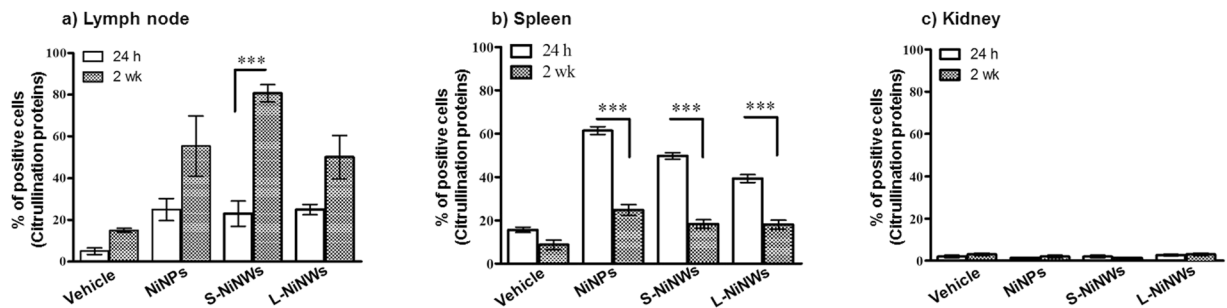 a) Lymph node
% of positive cells
(Citrullination proteins)
100
80
60
40
20
0
24 h
2 wk
***
Vehicle
NiNPs
S-NiNWs
L-NiNWs
b) Spleen
% of positive cells
(Citrullination proteins)
100
80
60
40
20
0
24 h
2 wk
***
***
***
Vehicle
NiNPs
S-NiNWs
L-NiNWs
c) Kidney
% of positive cells
(Citrullination proteins)
100
80
60
40
20
0
24 h
2 wk
Vehicle
NiNPs
S-NiNWs
L-NiNWs